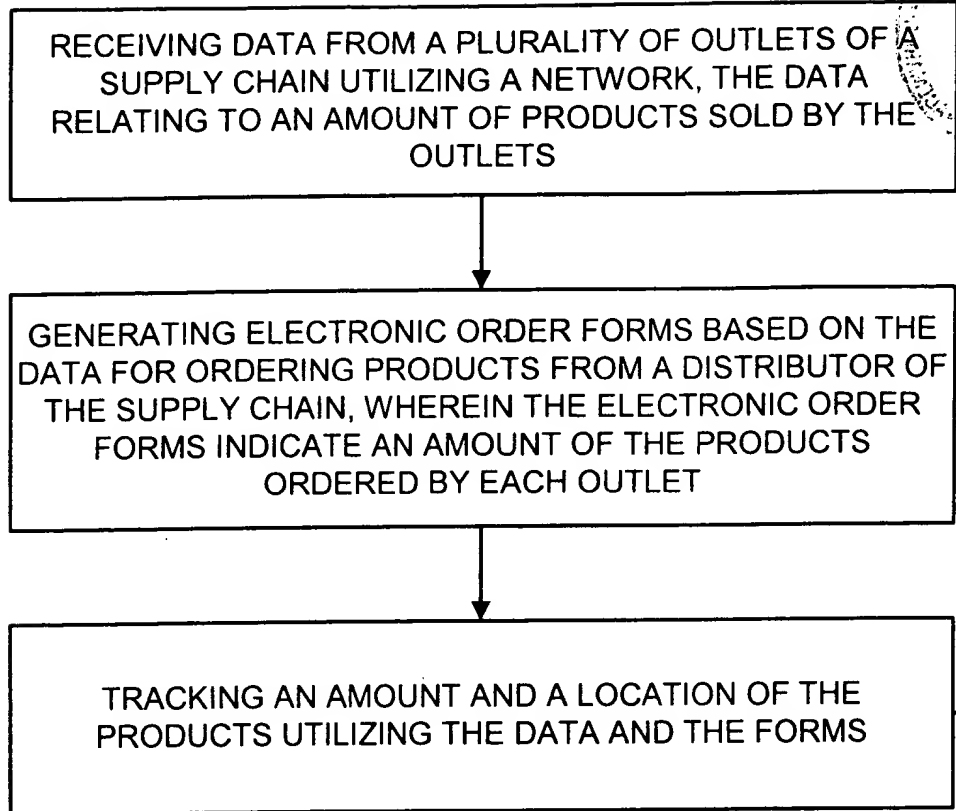 RECEIVING DATA FROM A PLURALITY OF OUTLETS OF A
SUPPLY CHAIN UTILIZING A NETWORK, THE DATA
RELATING TO AN AMOUNT OF PRODUCTS SOLD BY THE
OUTLETS
GENERATING ELECTRONIC ORDER FORMS BASED ON THE
DATA FOR ORDERING PRODUCTS FROM A DISTRIBUTOR OF
THE SUPPLY CHAIN, WHEREIN THE ELECTRONIC ORDER
FORMS INDICATE AN AMOUNT OF THE PRODUCTS
ORDERED BY EACH OUTLET
TRACKING AN AMOUNT AND A LOCATION OF THE
PRODUCTS UTILIZING THE DATA AND THE FORMS